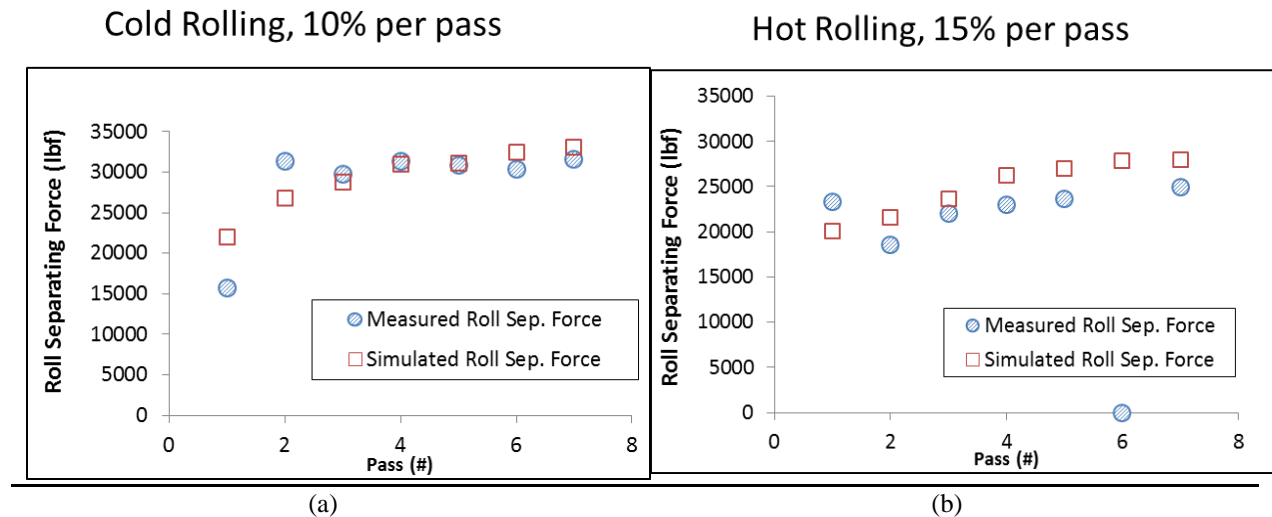 Cold Rolling, 10% per pass
Hot Rolling, 15% per pass
Roll Separating Force (lbf)
35000
30000
25000
20000
15000
10000
5000
0
0
2
4
6
8
Pass (#)
Measured Roll Sep. Force
Simulated Roll Sep. Force
(a)
Roll Separating Force (lbf)
35000
30000
25000
20000
15000
10000
5000
0
0
2
4
6
8
Pass (#)
Measured Roll Sep. Force
Simulated Roll Sep. Force
(b)